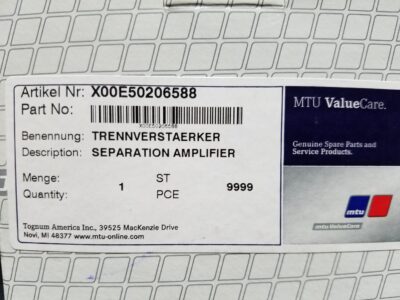 Artikel Nr: X00E50206588
Part No:
X00E50206588
Benennung: TRENNVERSTAERKER
Description: SEPARATION AMPLIFIER
Menge: 1 ST 9999
Quantity: PCE
Tognum America Inc., 39525 MacKenzie Drive
Novi, MI 48377 www.mtu-online.com
MTU ValueCare.
Genuine Spare Parts and
Service Products.
mtu
mtu ValueCare